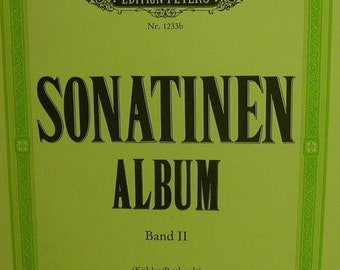 EDITION PETERS
Nr. 1233b
SONATINEN
ALBUM
Band II